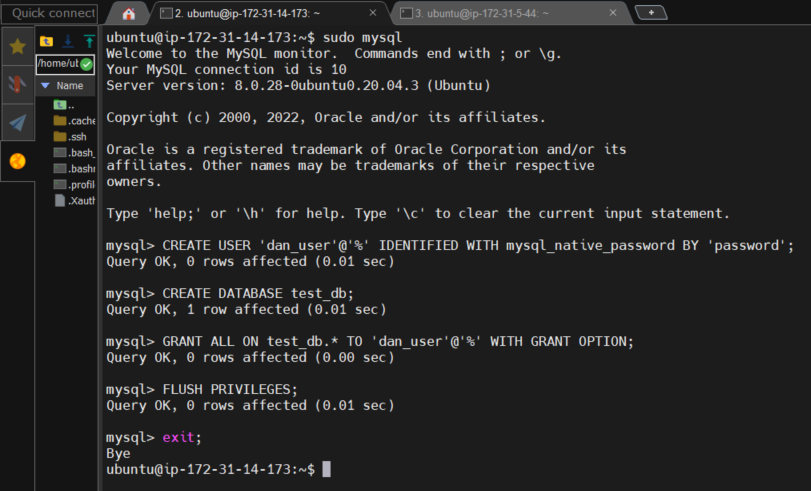 Quick connect
2. ubuntu@ip-172-31-14-173: ~
3. ubuntu@ip-172-31-5-44: ~
/home/ub
Name
..
.cache
.ssh
.bash_
.bashr
.profil
.Xauth
ubuntu@ip-172-31-14-173:~$ sudo mysql
Welcome to the MySQL monitor.  Commands end with ; or \g.
Your MySQL connection id is 10
Server version: 8.0.28-0ubuntu0.20.04.3 (Ubuntu)
Copyright (c) 2000, 2022, Oracle and/or its affiliates.
Oracle is a registered trademark of Oracle Corporation and/or its
affiliates. Other names may be trademarks of their respective
owners.
Type 'help;' or '\h' for help. Type '\c' to clear the current input statement.
mysql> CREATE USER 'dan_user'@'%' IDENTIFIED WITH mysql_native_password BY 'password';
Query OK, 0 rows affected (0.01 sec)
mysql> CREATE DATABASE test_db;
Query OK, 1 row affected (0.01 sec)
mysql> GRANT ALL ON test_db.* TO 'dan_user'@'%' WITH GRANT OPTION;
Query OK, 0 rows affected (0.00 sec)
mysql> FLUSH PRIVILEGES;
Query OK, 0 rows affected (0.01 sec)
mysql> exit;
Bye
ubuntu@ip-172-31-14-173:~$